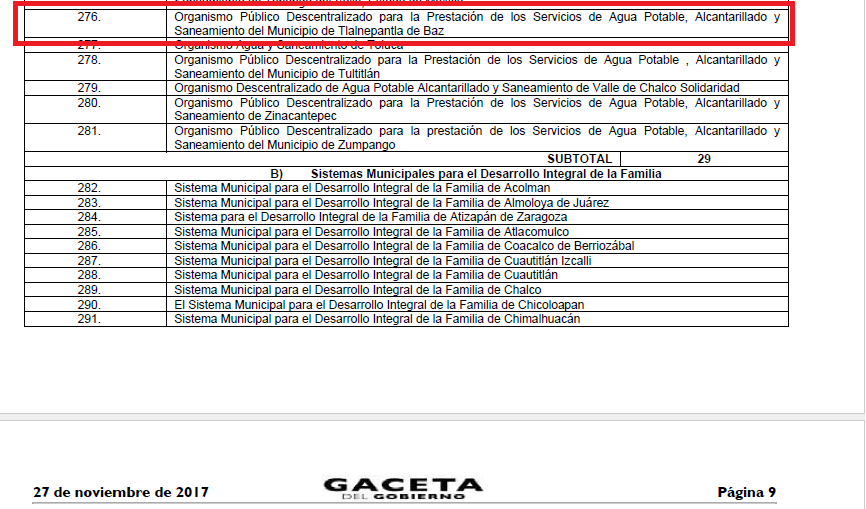 276. Organismo Público Descentralizado para la Prestación de los Servicios de Agua Potable, Alcantarillado y
Saneamiento del Municipio de Tlalnepantla de Baz
277. Organismo Agua y Saneamiento de Toluca
278. Organismo Público Descentralizado para la Prestación de los Servicios de Agua Potable , Alcantarillado y
Saneamiento del Municipio de Tultitlán
279. Organismo Descentralizado de Agua Potable Alcantarillado y Saneamiento de Valle de Chalco Solidaridad
280. Organismo Público Descentralizado para la Prestación de los Servicios de Agua Potable, Alcantarillado y
Saneamiento de Zinacantepec
281. Organismo Público Descentralizado para la prestación de los Servicios de Agua Potable, Alcantarillado y
Saneamiento del Municipio de Zumpango
SUBTOTAL 29
B) Sistemas Municipales para el Desarrollo Integral de la Familia
282. Sistema Municipal para el Desarrollo Integral de la Familia de Acolman
283. Sistema Municipal para el Desarrollo Integral de la Familia de Almoloya de Juárez
284. Sistema para el Desarrollo Integral de la Familia de Atizapán de Zaragoza
285. Sistema Municipal para el Desarrollo Integral de la Familia de Atlacomulco
286. Sistema Municipal para el Desarrollo Integral de la Familia de Coacalco de Berriozábal
287. Sistema Municipal para el Desarrollo Integral de la Familia de Cuautitlán Izcalli
288. Sistema Municipal para el Desarrollo Integral de la Familia de Cuautitlán
289. Sistema Municipal para el Desarrollo Integral de la Familia de Chalco
290. El Sistema Municipal para el Desarrollo Integral de la Familia de Chicoloapan
291. Sistema Municipal para el Desarrollo Integral de la Familia de Chimalhuacán
27 de noviembre de 2017
GACETA
DEL GOBIERNO
Página 9